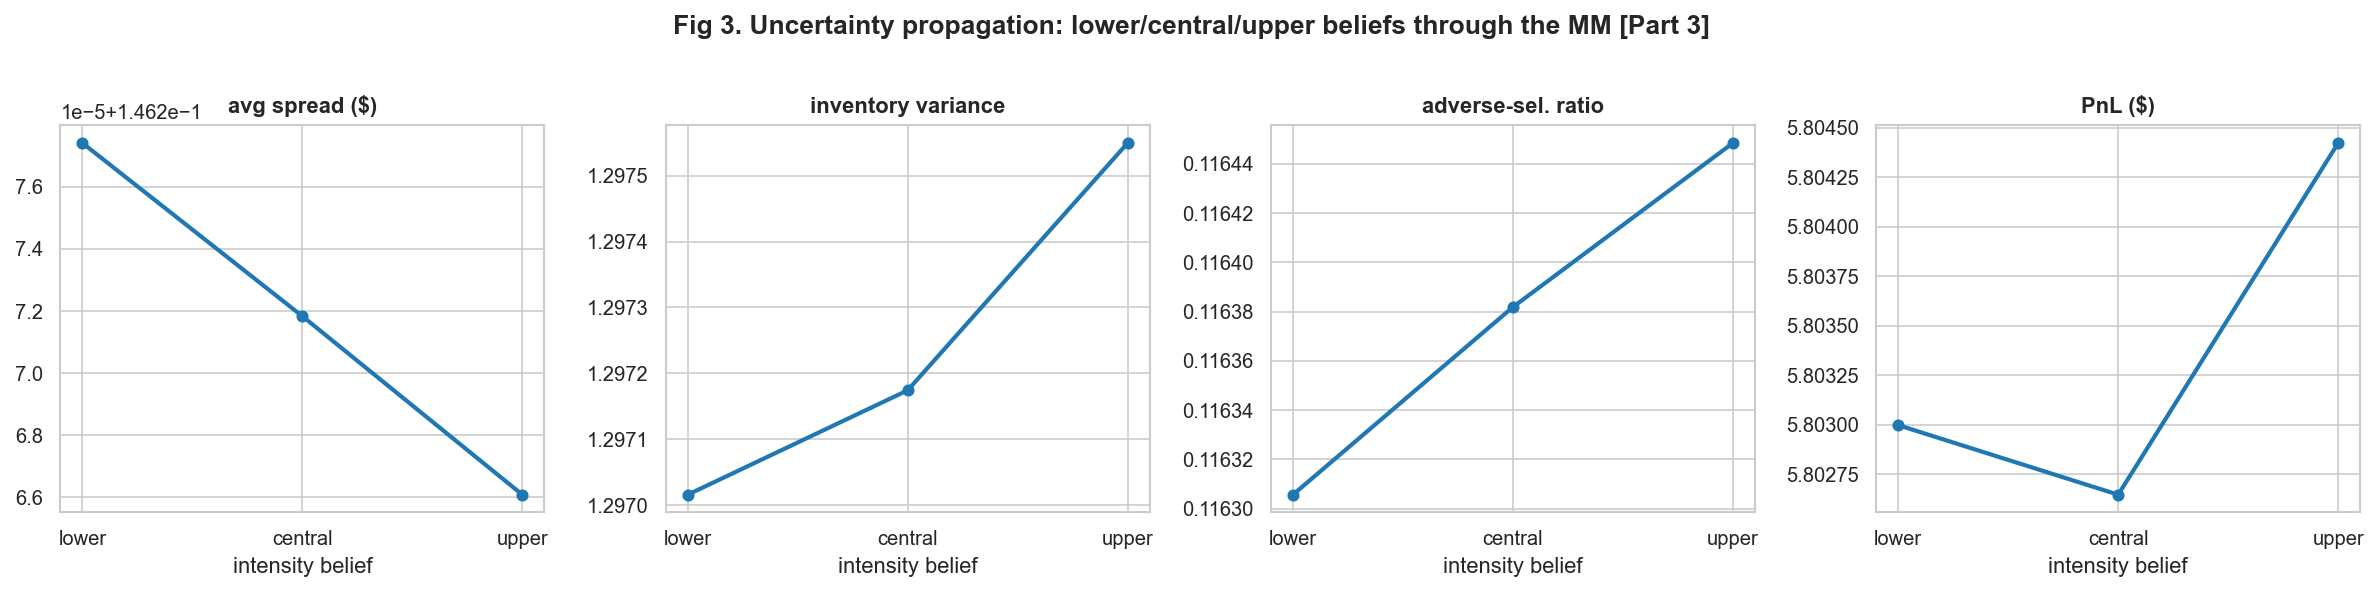 Fig 3. Uncertainty propagation: lower/central/upper beliefs through the MM [Part 3]
1e−5+1.462e−1
avg spread ($)
7.6
7.4
7.2
7.0
6.8
6.6
lower
central
upper
intensity belief
inventory variance
1.2975
1.2974
1.2973
1.2972
1.2971
1.2970
lower
central
upper
intensity belief
adverse-sel. ratio
0.11644
0.11642
0.11640
0.11638
0.11636
0.11634
0.11632
0.11630
lower
central
upper
intensity belief
PnL ($)
5.80450
5.80425
5.80400
5.80375
5.80350
5.80325
5.80300
5.80275
lower
central
upper
intensity belief